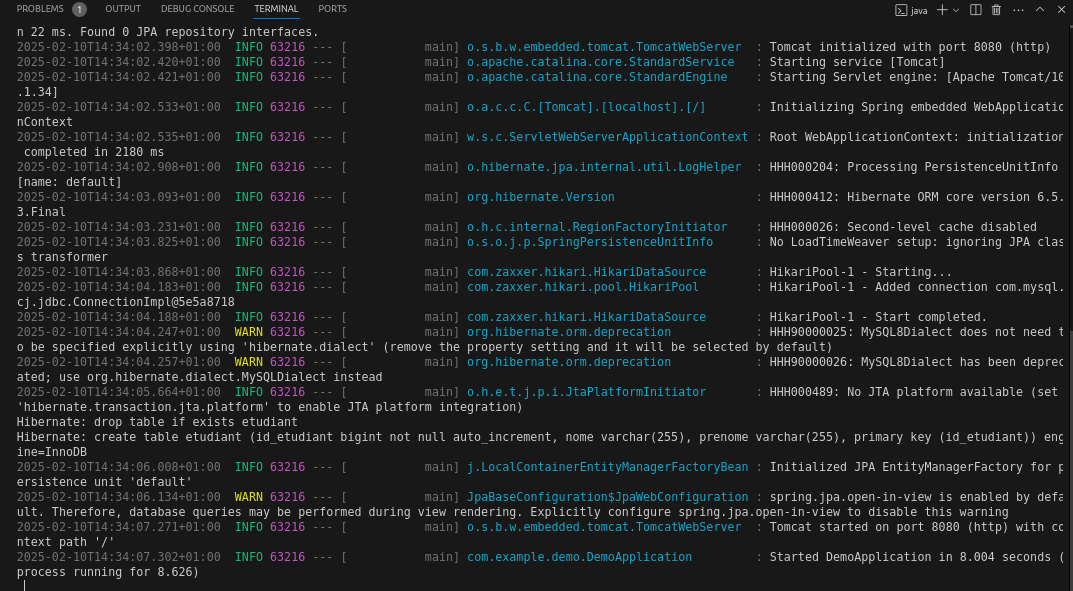 PROBLEMS 1 OUTPUT DEBUG CONSOLE TERMINAL PORTS java
n 22 ms. Found 0 JPA repository interfaces.
2025-02-10T14:34:02.398+01:00  INFO 63216 --- [           main] o.s.b.w.embedded.tomcat.TomcatWebServer  : Tomcat initialized with port 8080 (http)
2025-02-10T14:34:02.420+01:00  INFO 63216 --- [           main] o.apache.catalina.core.StandardService   : Starting service [Tomcat]
2025-02-10T14:34:02.421+01:00  INFO 63216 --- [           main] o.apache.catalina.core.StandardEngine    : Starting Servlet engine: [Apache Tomcat/10
.1.34]
2025-02-10T14:34:02.533+01:00  INFO 63216 --- [           main] o.a.c.c.C.[Tomcat].[localhost].[/]       : Initializing Spring embedded WebApplicatio
nContext
2025-02-10T14:34:02.535+01:00  INFO 63216 --- [           main] w.s.c.ServletWebServerApplicationContext : Root WebApplicationContext: initialization
 completed in 2180 ms
2025-02-10T14:34:02.908+01:00  INFO 63216 --- [           main] o.hibernate.jpa.internal.util.LogHelper  : HHH000204: Processing PersistenceUnitInfo
[name: default]
2025-02-10T14:34:03.093+01:00  INFO 63216 --- [           main] org.hibernate.Version                    : HHH000412: Hibernate ORM core version 6.5.
3.Final
2025-02-10T14:34:03.231+01:00  INFO 63216 --- [           main] o.h.c.internal.RegionFactoryInitiator    : HHH000026: Second-level cache disabled
2025-02-10T14:34:03.825+01:00  INFO 63216 --- [           main] o.s.o.j.p.SpringPersistenceUnitInfo      : No LoadTimeWeaver setup: ignoring JPA clas
s transformer
2025-02-10T14:34:03.868+01:00  INFO 63216 --- [           main] com.zaxxer.hikari.HikariDataSource       : HikariPool-1 - Starting...
2025-02-10T14:34:04.183+01:00  INFO 63216 --- [           main] com.zaxxer.hikari.pool.HikariPool        : HikariPool-1 - Added connection com.mysql.
cj.jdbc.ConnectionImpl@5e5a8718
2025-02-10T14:34:04.188+01:00  INFO 63216 --- [           main] com.zaxxer.hikari.HikariDataSource       : HikariPool-1 - Start completed.
2025-02-10T14:34:04.247+01:00  WARN 63216 --- [           main] org.hibernate.orm.deprecation            : HHH90000025: MySQL8Dialect does not need t
o be specified explicitly using 'hibernate.dialect' (remove the property setting and it will be selected by default)
2025-02-10T14:34:04.257+01:00  WARN 63216 --- [           main] org.hibernate.orm.deprecation            : HHH90000026: MySQL8Dialect has been deprec
ated; use org.hibernate.dialect.MySQLDialect instead
2025-02-10T14:34:05.664+01:00  INFO 63216 --- [           main] o.h.e.t.j.p.i.JtaPlatformInitiator       : HHH000489: No JTA platform available (set
'hibernate.transaction.jta.platform' to enable JTA platform integration)
Hibernate: drop table if exists etudiant
Hibernate: create table etudiant (id_etudiant bigint not null auto_increment, nome varchar(255), prenome varchar(255), primary key (id_etudiant)) eng
ine=InnoDB
2025-02-10T14:34:06.008+01:00  INFO 63216 --- [           main] j.LocalContainerEntityManagerFactoryBean : Initialized JPA EntityManagerFactory for p
ersistence unit 'default'
2025-02-10T14:34:06.134+01:00  WARN 63216 --- [           main] JpaBaseConfiguration$JpaWebConfiguration : spring.jpa.open-in-view is enabled by defa
ult. Therefore, database queries may be performed during view rendering. Explicitly configure spring.jpa.open-in-view to disable this warning
2025-02-10T14:34:07.271+01:00  INFO 63216 --- [           main] o.s.b.w.embedded.tomcat.TomcatWebServer  : Tomcat started on port 8080 (http) with co
ntext path '/'
2025-02-10T14:34:07.302+01:00  INFO 63216 --- [           main] com.example.demo.DemoApplication         : Started DemoApplication in 8.004 seconds (
process running for 8.626)